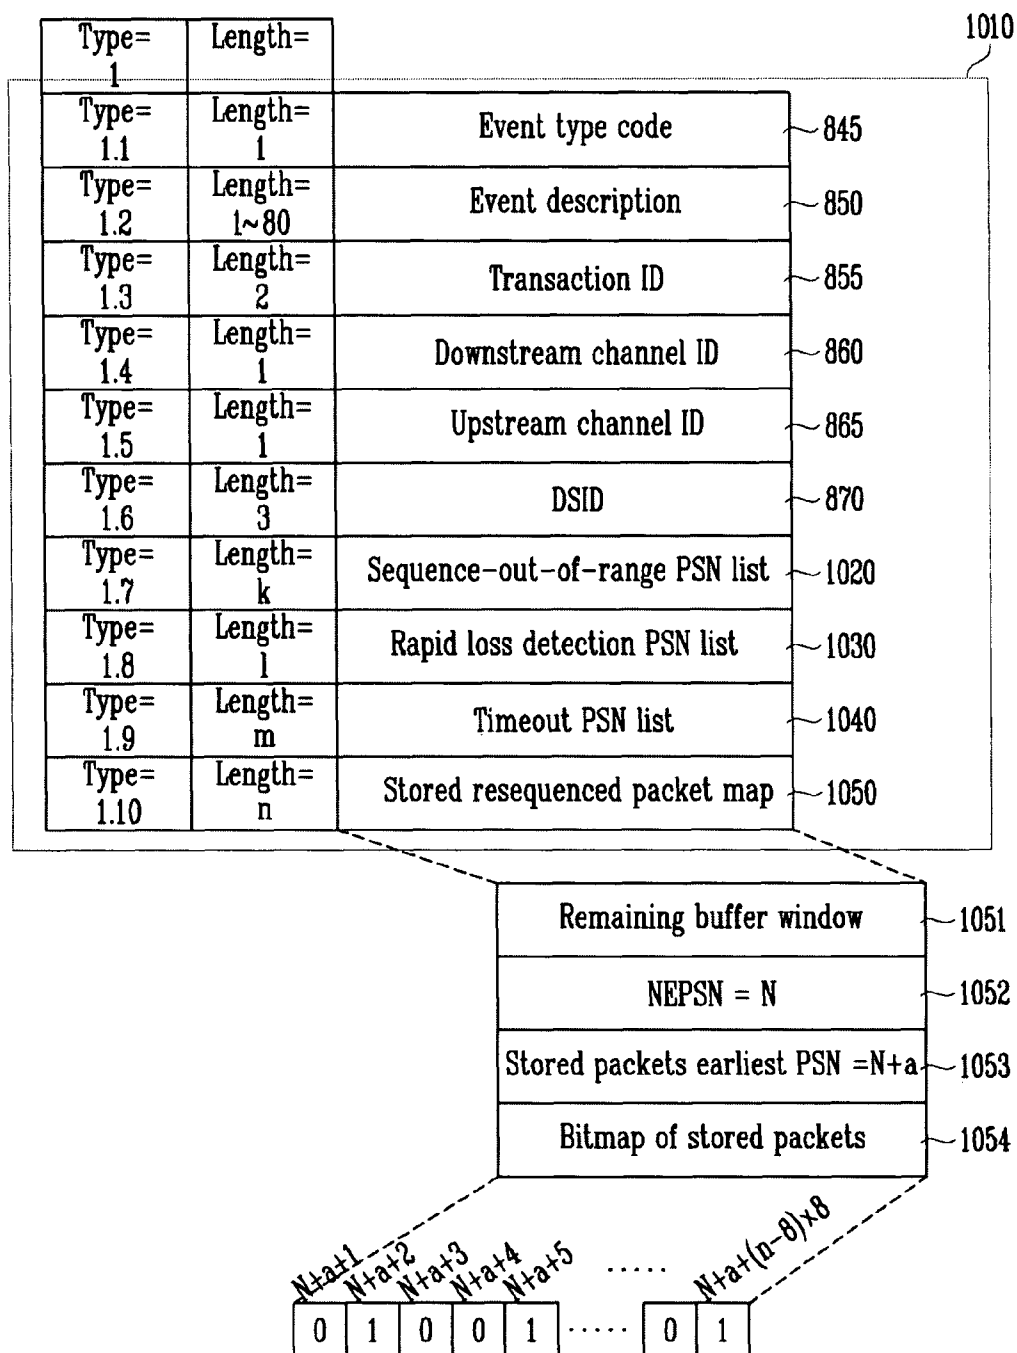 1010
Type= Length=
1
Type= Length= Event type code 845
1.1 1
Type= Length= Event description 850
1.2 1~80
Type= Length= Transaction ID 855
1.3 2
Type= Length= Downstream channel ID 860
1.4 1
Type= Length= Upstream channel ID 865
1.5 1
Type= Length= DSID 870
1.6 3
Type= Length= Sequence-out-of-range PSN list 1020
1.7 k
Type= Length= Rapid loss detection PSN list 1030
1.8 l
Type= Length= Timeout PSN list 1040
1.9 m
Type= Length= Stored resequenced packet map 1050
1.10 n
Remaining buffer window 1051
NEPSN = N 1052
Stored packets earliest PSN =N+a 1053
Bitmap of stored packets 1054
N+a+1 N+a+2 N+a+3 N+a+4 N+a+5 ..... N+a+(n-8)×8
0 1 0 0 1 ..... 0 1